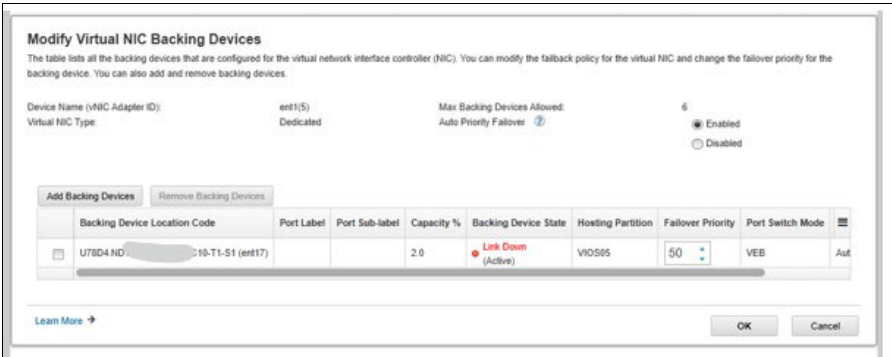 Modify Virtual NIC Backing Devices
The table lists all the backing devices that are configured for the virtual network interface controller (NIC). You can modify the failback policy for the virtual NIC and change the failover priority for the
backing device. You can also add and remove backing devices.
Device Name (vNIC Adapter ID): ent1(5) Max Backing Devices Allowed: 6
Virtual NIC Type: Dedicated Auto Priority Failover ? Enabled
Disabled
Add Backing Devices Remove Backing Devices
Backing Device Location Code Port Label Port Sub-label Capacity % Backing Device State Hosting Partition Failover Priority Port Switch Mode
U78D4.ND C10-T1-S1 (ent17) 2.0 Link Down (Active) VIOS05 50 VEB Aut
Learn More
OK Cancel